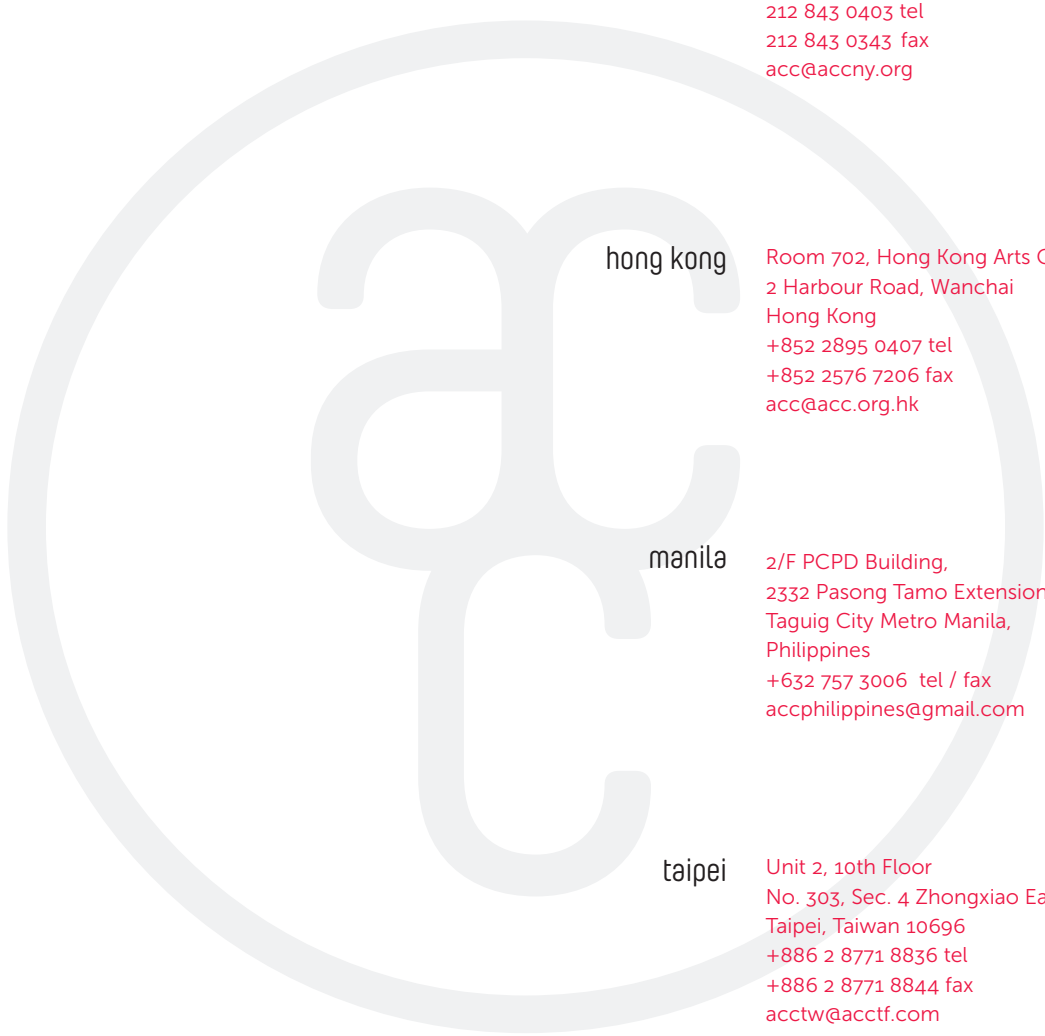 212 843 0403 tel
212 843 0343 fax
acc@accny.org
hong kong
Room 702, Hong Kong Arts
2 Harbour Road, Wanchai
Hong Kong
+852 2895 0407 tel
+852 2576 7206 fax
acc@acc.org.hk
manila
2/F PCPD Building,
2332 Pasong Tamo Extension
Taguig City Metro Manila,
Philippines
+632 757 3006 tel / fax
accphilippines@gmail.com
taipei
Unit 2, 10th Floor
No. 303, Sec. 4 Zhongxiao
Taipei, Taiwan 10696
+886 2 8771 8836 tel
+886 2 8771 8844 fax
acctw@acctf.com
acc